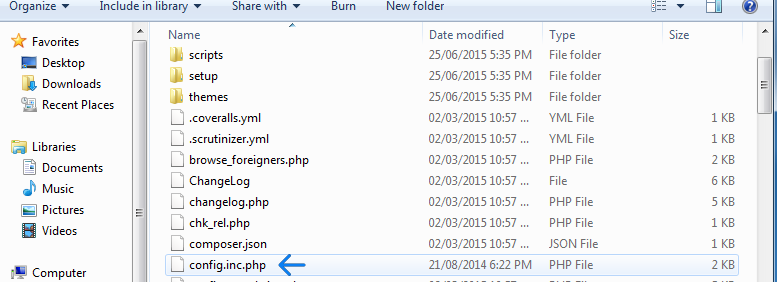 Organize Include in library Share with Burn New folder
Name Date modified Type Size
Favorites
Desktop
Downloads
Recent Places
Libraries
Documents
Music
Pictures
Videos
Computer
scripts 25/06/2015 5:35 PM File folder
setup 25/06/2015 5:35 PM File folder
themes 25/06/2015 5:35 PM File folder
.coveralls.yml 02/03/2015 10:57 ... YML File 1 KB
.scrutinizer.yml 02/03/2015 10:57 ... YML File 1 KB
browse_foreigners.php 02/03/2015 10:57 ... PHP File 2 KB
ChangeLog 02/03/2015 10:57 ... File 6 KB
changelog.php 02/03/2015 10:57 ... PHP File 5 KB
chk_rel.php 02/03/2015 10:57 ... PHP File 1 KB
composer.json 02/03/2015 10:57 ... JSON File 1 KB
config.inc.php 21/08/2014 6:22 PM PHP File 2 KB